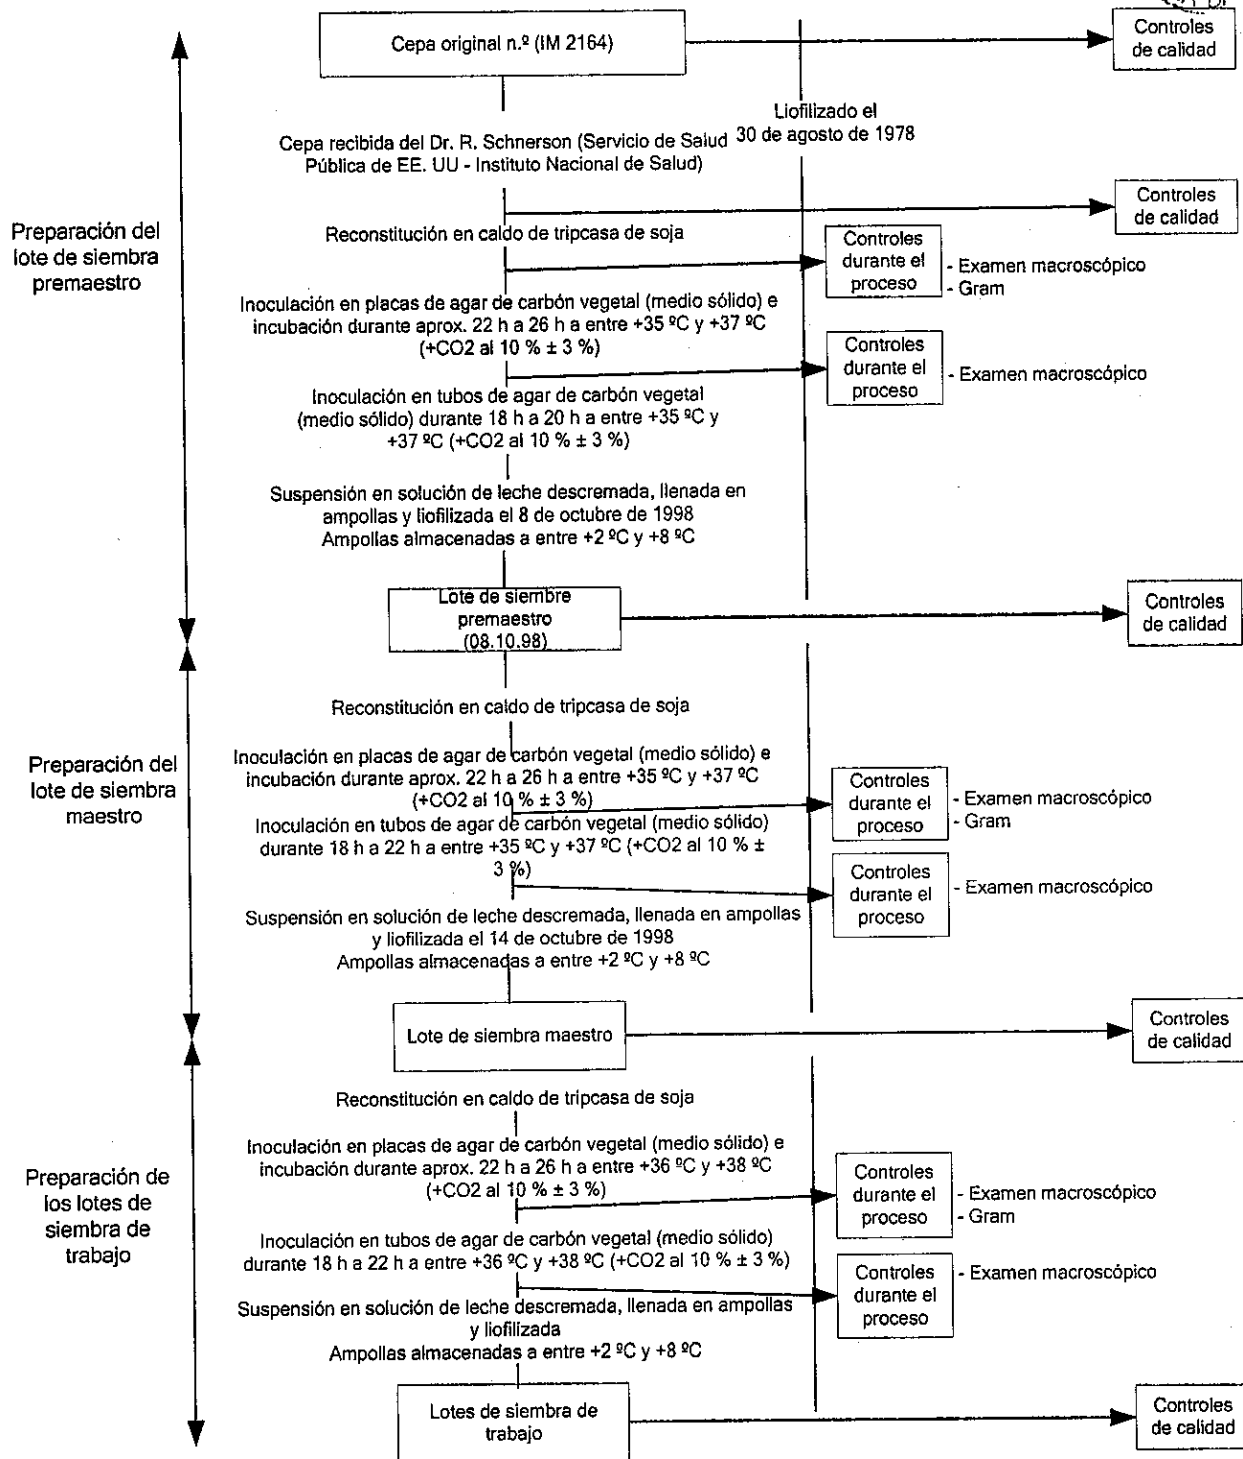 Cepa original n.º (IM 2164)
Controles
de calidad
Liofilizado el
30 de agosto de 1978
Cepa recibida del Dr. R. Schnerson (Servicio de Salud
Pública de EE. UU - Instituto Nacional de Salud)
Controles
de calidad
Preparación del
lote de siembra
premaestro
Reconstitución en caldo de tripcasa de soja
Controles
durante el
proceso
- Examen macroscópico
- Gram
Inoculación en placas de agar de carbón vegetal (medio sólido) e
incubación durante aprox. 22 h a 26 h a entre +35 ºC y +37 ºC
(+CO2 al 10 % ± 3 %)
Controles
durante el
proceso
- Examen macroscópico
Inoculación en tubos de agar de carbón vegetal
(medio sólido) durante 18 h a 20 h a entre +35 ºC y
+37 ºC (+CO2 al 10 % ± 3 %)
Suspensión en solución de leche descremada, llenada en
ampollas y liofilizada el 8 de octubre de 1998
Ampollas almacenadas a entre +2 ºC y +8 ºC
Lote de siembre
premaestro
(08.10.98)
Controles
de calidad
Reconstitución en caldo de tripcasa de soja
Preparación del
lote de siembra
maestro
Inoculación en placas de agar de carbón vegetal (medio sólido) e
incubación durante aprox. 22 h a 26 h a entre +35 ºC y +37 ºC
(+CO2 al 10 % ± 3 %)
Controles
durante el
proceso
- Examen macroscópico
- Gram
Inoculación en tubos de agar de carbón vegetal (medio sólido)
durante 18 h a 22 h a entre +35 ºC y +37 ºC (+CO2 al 10 % ±
3 %)
Controles
durante el
proceso
- Examen macroscópico
Suspensión en solución de leche descremada, llenada en ampollas
y liofilizada el 14 de octubre de 1998
Ampollas almacenadas a entre +2 ºC y +8 ºC
Lote de siembra maestro
Controles
de calidad
Reconstitución en caldo de tripcasa de soja
Preparación de
los lotes de
siembra de
trabajo
Inoculación en placas de agar de carbón vegetal (medio sólido) e
incubación durante aprox. 22 h a 26 h a entre +36 ºC y +38 ºC
(+CO2 al 10 % ± 3 %)
Controles
durante el
proceso
- Examen macroscópico
- Gram
Inoculación en tubos de agar de carbón vegetal (medio sólido)
durante 18 h a 22 h a entre +36 ºC y +38 ºC (+CO2 al 10 % ± 3 %)
Controles
durante el
proceso
- Examen macroscópico
Suspensión en solución de leche descremada, llenada en ampollas
y liofilizada
Ampollas almacenadas a entre +2 ºC y +8 ºC
Lotes de siembra de
trabajo
Controles
de calidad